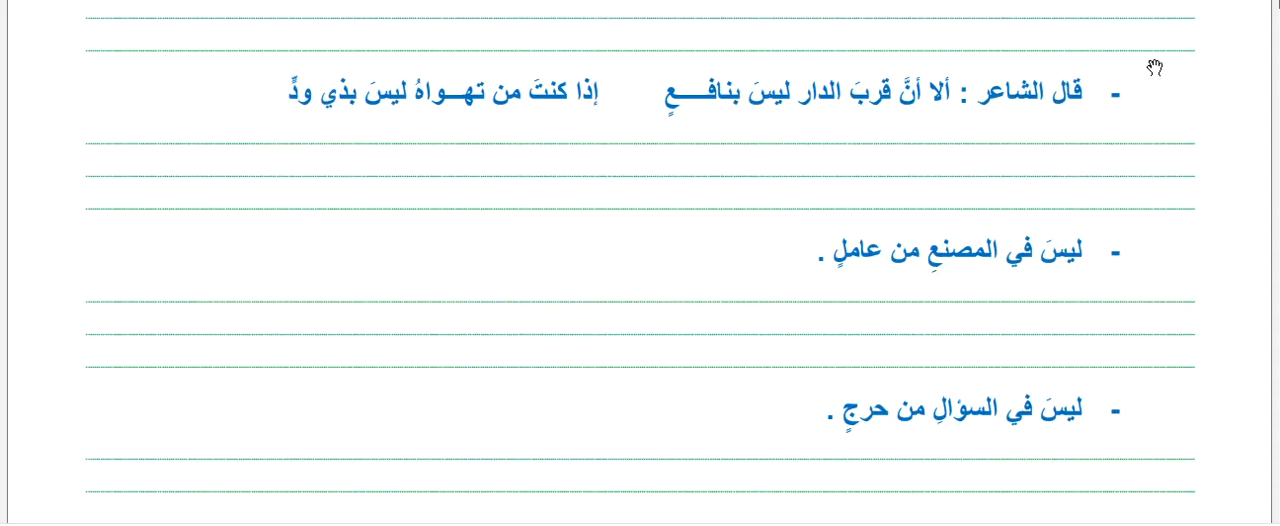 - قال الشاعر : ألا أنَّ قربَ الدار ليسَ بنافــــعٍ إذا كنتَ من تهـــواهُ ليسَ بذي ودٍّ
- ليسَ في المصنعِ من عاملٍ .
- ليسَ في السؤالِ من حرجٍ .